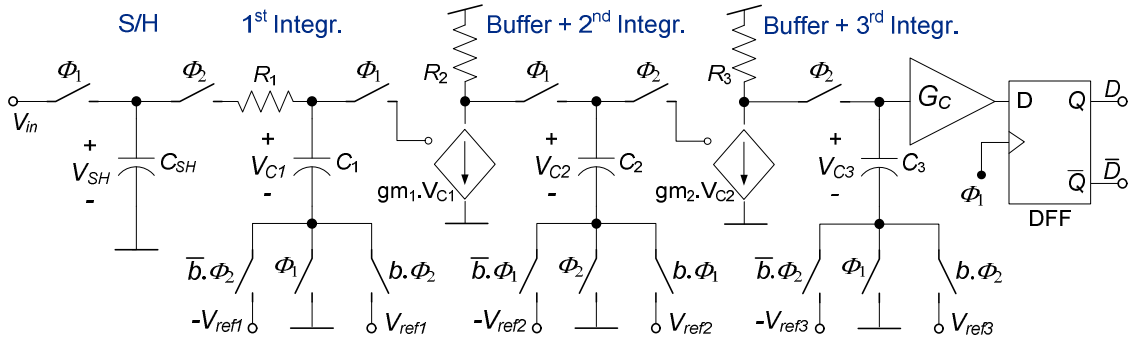 S/H
1st Integr.
Buffer + 2nd Integr.
Buffer + 3rd Integr.
Φ1
Φ2
R1
Φ1
R2
Φ1
Φ2
R3
Φ2
GC
D
Q
D
Vin
+
VSH
-
CSH
+
VC1
-
C1
gm1.VC1
+
VC2
-
C2
gm2.VC2
+
VC3
-
C3
Φ1
Q̅
D̅
DFF
b̅.Φ2
Φ1
b.Φ2
b̅.Φ1
Φ2
b.Φ1
b̅.Φ2
Φ1
b.Φ2
-Vref1
Vref1
-Vref2
Vref2
-Vref3
Vref3